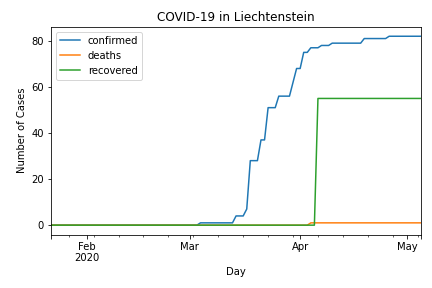 COVID-19 in Liechtenstein
confirmed
deaths
recovered
Number of Cases
80
60
40
20
0
Feb
2020
Mar
Apr
May
Day